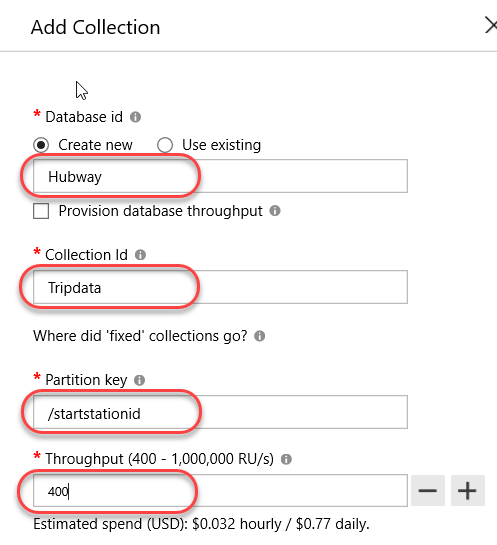 Add Collection
* Database id
Create new Use existing
Hubway
Provision database throughput
* Collection Id
Tripdata
Where did 'fixed' collections go?
* Partition key
/startstationid
* Throughput (400 - 1,000,000 RU/s)
400
Estimated spend (USD): $0.032 hourly / $0.77 daily.